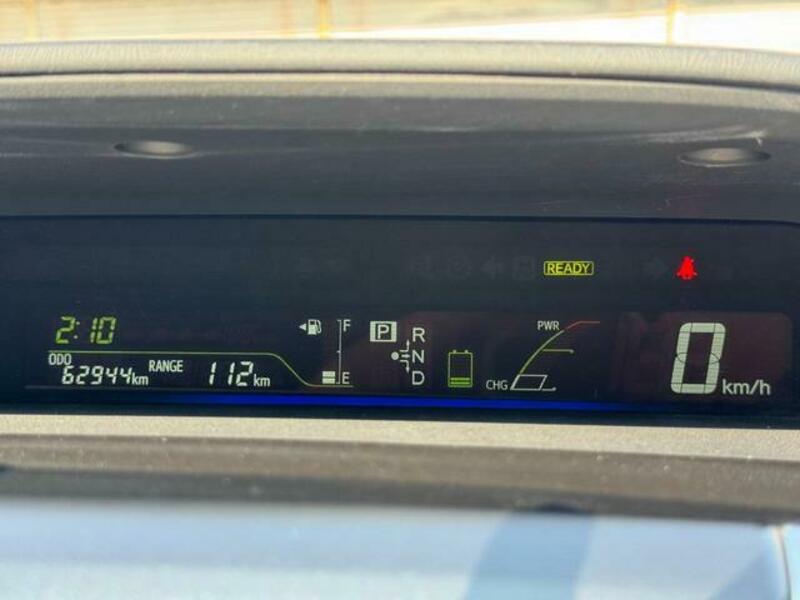 READY
2:10
F
P
R
PWR
ODO
RANGE
N
0 km/h
62944km
112km
E
D
CHG